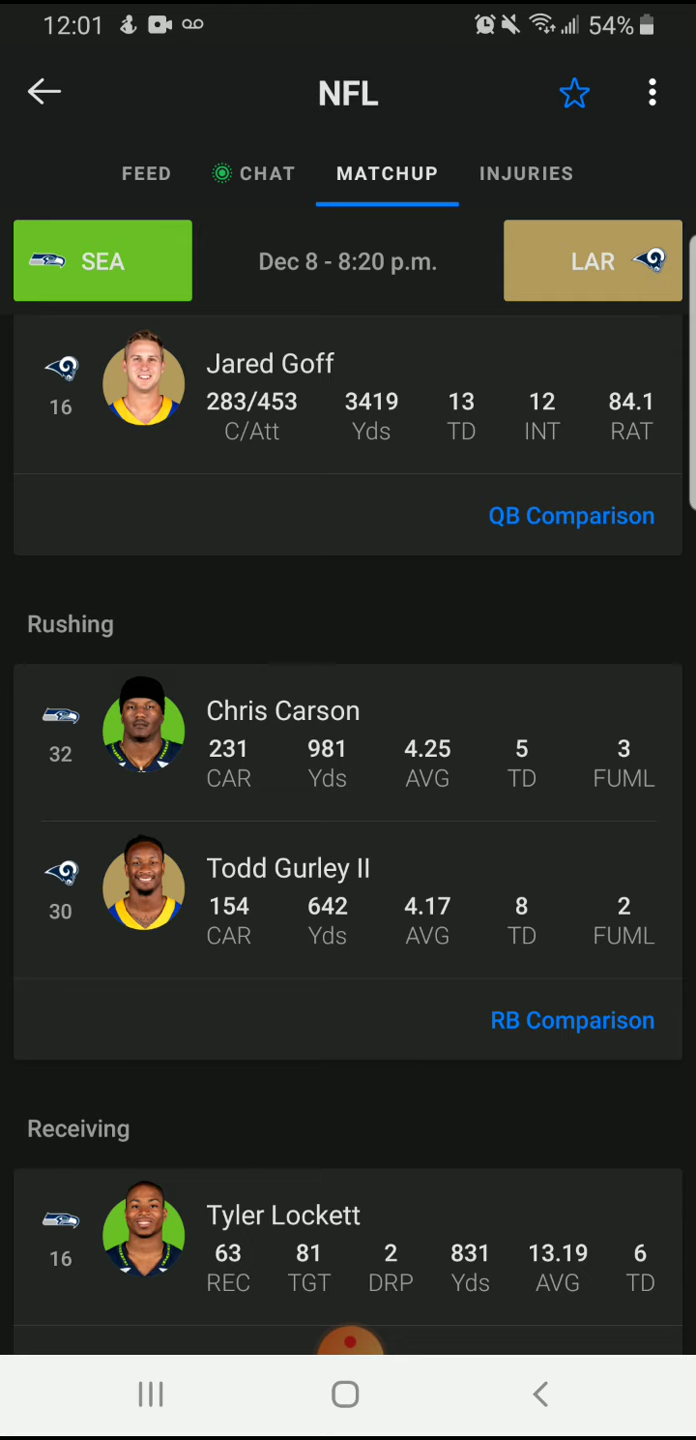 12:01 54%
NFL
FEED CHAT MATCHUP INJURIES
SEA Dec 8 - 8:20 p.m. LAR
Jared Goff
16 283/453 3419 13 12 84.1
C/Att Yds TD INT RAT
QB Comparison
Rushing
Chris Carson
32 231 981 4.25 5 3
CAR Yds AVG TD FUML
Todd Gurley II
30 154 642 4.17 8 2
CAR Yds AVG TD FUML
RB Comparison
Receiving
Tyler Lockett
16 63 81 2 831 13.19 6
REC TGT DRP Yds AVG TD